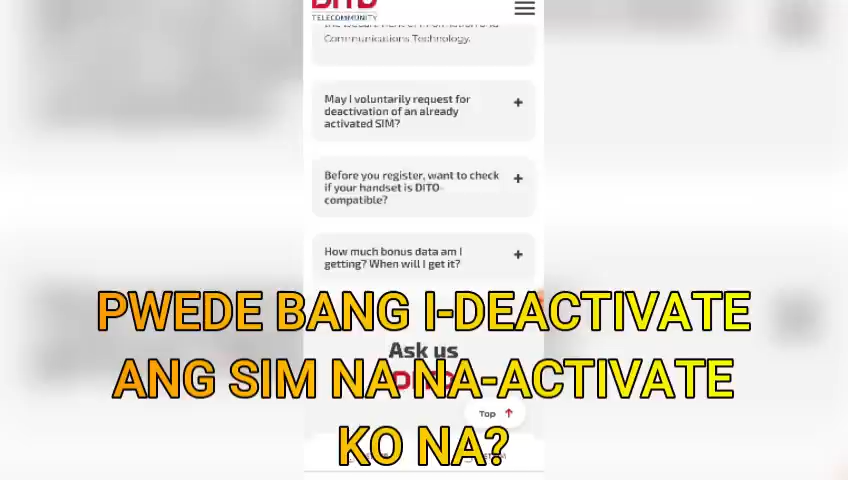 DITO
TELECOMMUNITY
Communications Technology.
May I voluntarily request for
deactivation of an already
activated SIM?
Before you register, want to check
if your handset is DITO-
compatible?
How much bonus data am I
getting? When will I get it?
PWEDE BANG I-DEACTIVATE
Ask us
ANG SIM NA NA-ACTIVATE
Top
KO NA?